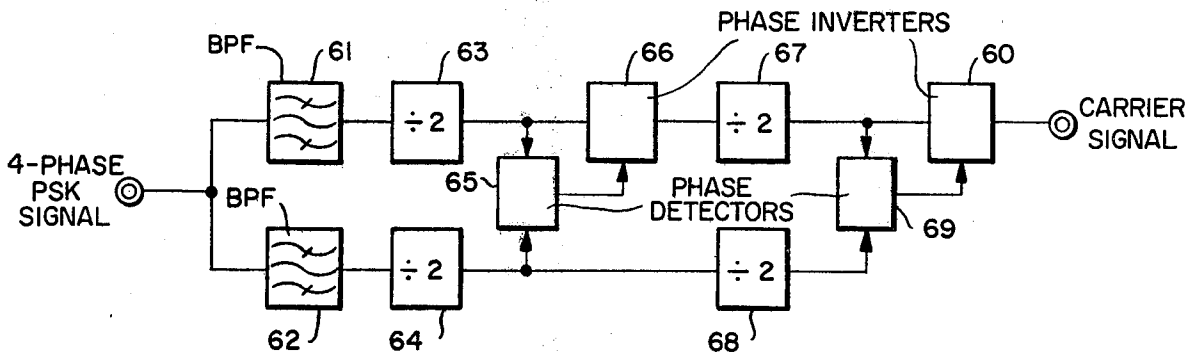 PHASE INVERTERS
BPF
61
63
66
67
60
÷ 2
÷ 2
CARRIER
SIGNAL
4-PHASE
PSK
SIGNAL
65
PHASE
DETECTORS
69
BPF
÷ 2
÷ 2
62
64
68